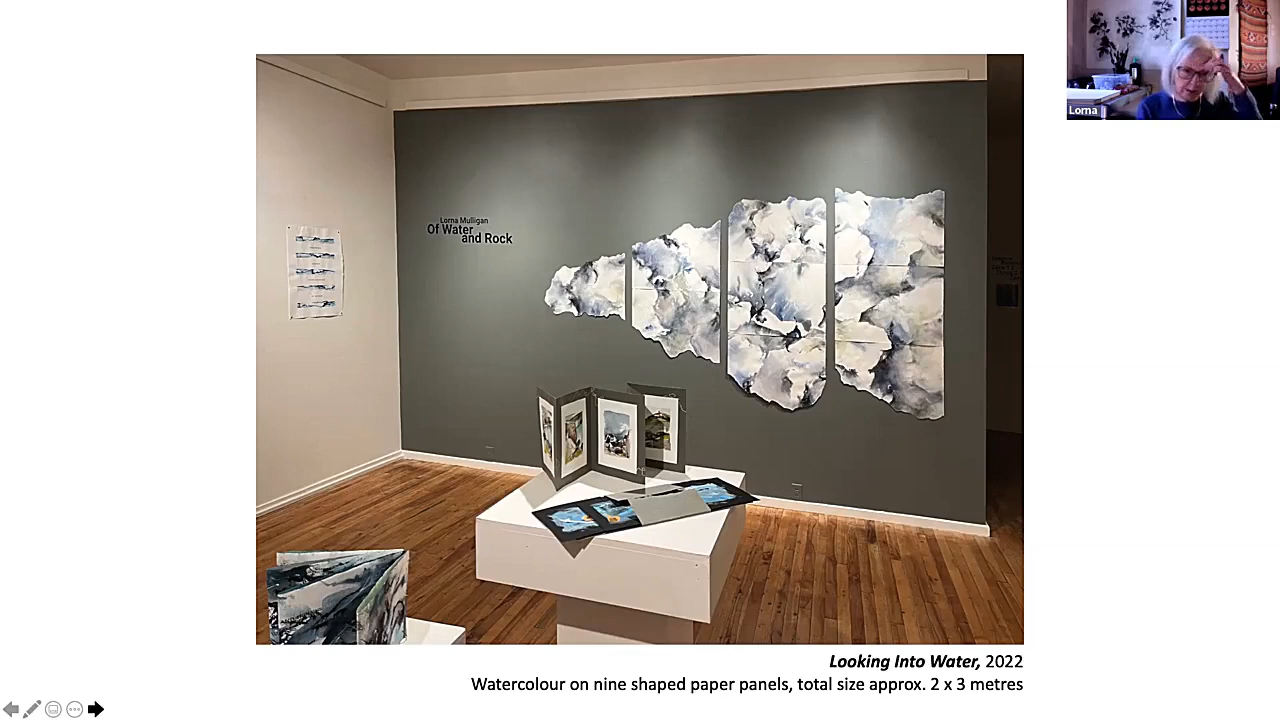 Lorna
Lorna Mulligan
Of Water
and Rock
Looking Into Water, 2022
Watercolour on nine shaped paper panels, total size approx. 2 x 3 metres